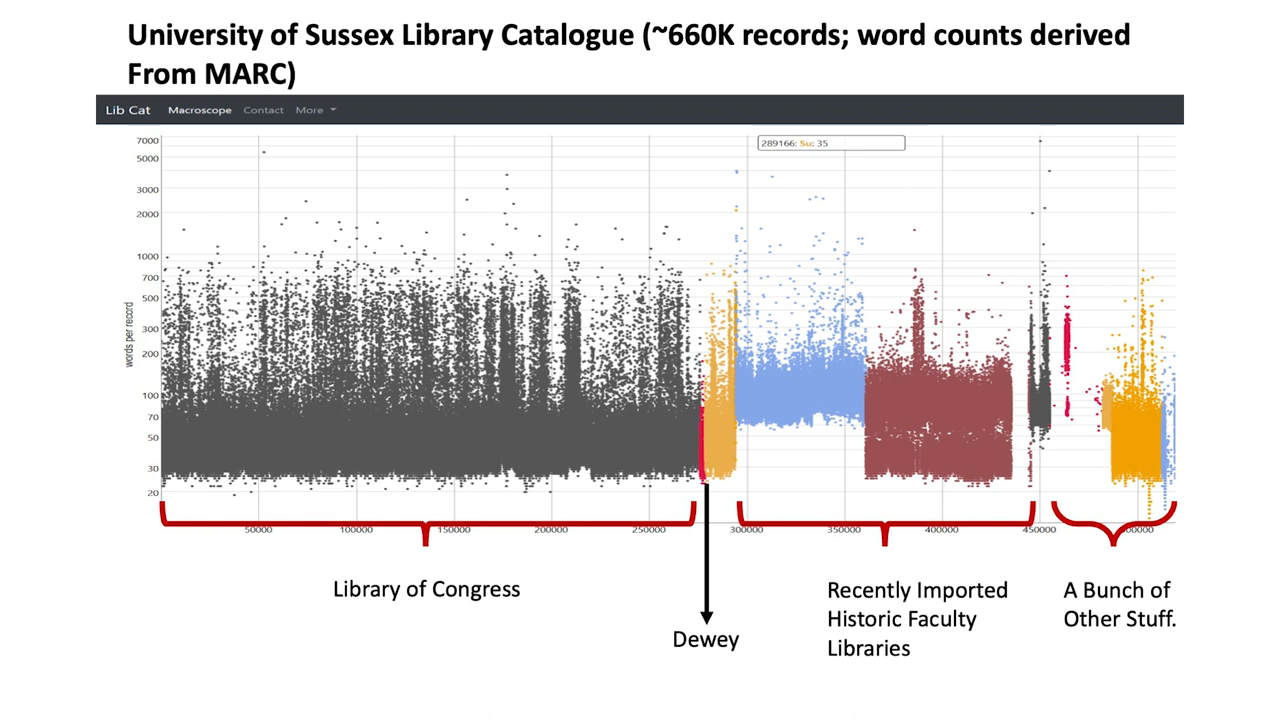 University of Sussex Library Catalogue (~660K records; word counts derived
From MARC)
Lib Cat Macroscope Contact More
289166: Su: 35
words per record
7000
5000
3000
2000
1000
700
500
300
200
100
70
50
30
20
50000 100000 150000 200000 250000 300000 350000 400000 450000
Library of Congress
Dewey
Recently Imported
Historic Faculty
Libraries
A Bunch of
Other Stuff.